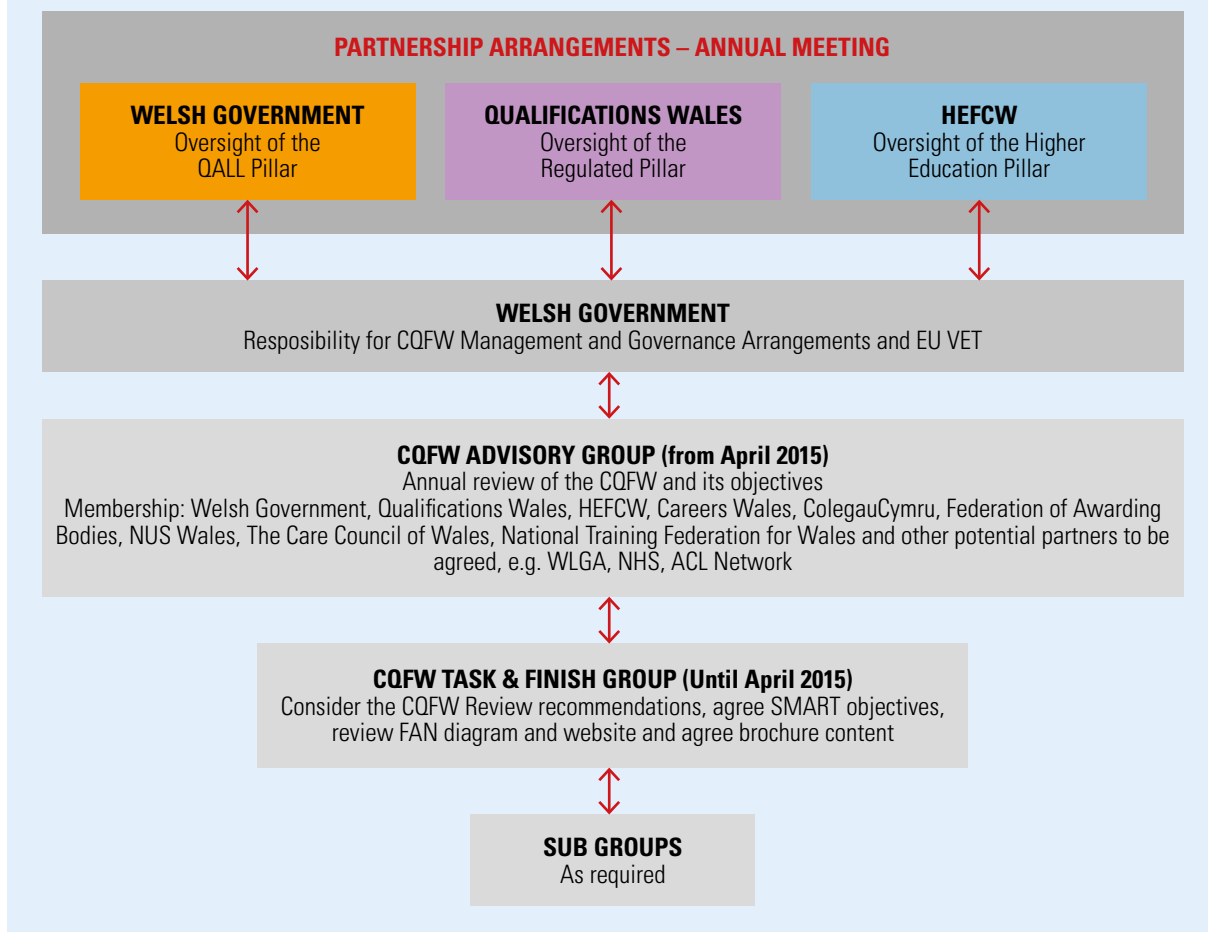 PARTNERSHIP ARRANGEMENTS – ANNUAL MEETING
WELSH GOVERNMENT
Oversight of the
QALL Pillar
QUALIFICATIONS WALES
Oversight of the
Regulated Pillar
HEFCW
Oversight of the Higher
Education Pillar
WELSH GOVERNMENT
Resposibility for CQFW Management and Governance Arrangements and EU VET
CQFW ADVISORY GROUP (from April 2015)
Annual review of the CQFW and its objectives
Membership: Welsh Government, Qualifications Wales, HEFCW, Careers Wales, ColegauCymru, Federation of Awarding
Bodies, NUS Wales, The Care Council of Wales, National Training Federation for Wales and other potential partners to be
agreed, e.g. WLGA, NHS, ACL Network
CQFW TASK & FINISH GROUP (Until April 2015)
Consider the CQFW Review recommendations, agree SMART objectives,
review FAN diagram and website and agree brochure content
SUB GROUPS
As required